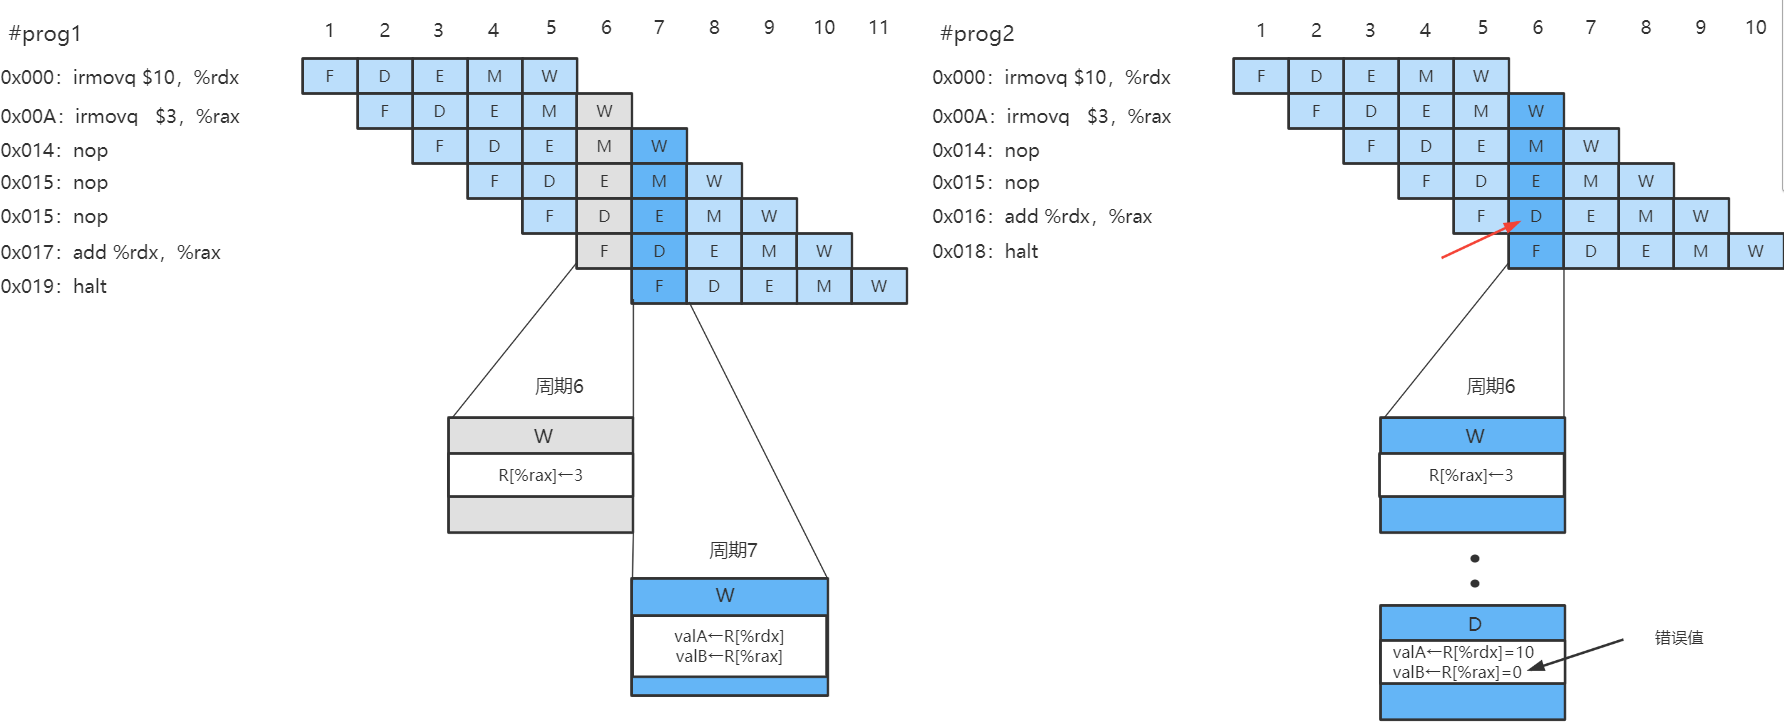 #prog1 1 2 3 4 5 6 7 8 9 10 11
0x000: irmovq $10, %rdx F D E M W
0x00A: irmovq $3, %rax F D E M W
0x014: nop F D E M W
0x015: nop F D E M W
0x015: nop F D E M W
0x017: add %rdx, %rax F D E M W
0x019: halt F D E M W
周期6
W
R[%rax]←3
周期7
W
valA←R[%rdx]
valB←R[%rax]
#prog2 1 2 3 4 5 6 7 8 9 10
0x000: irmovq $10, %rdx F D E M W
0x00A: irmovq $3, %rax F D E M W
0x014: nop F D E M W
0x015: nop F D E M W
0x016: add %rdx, %rax F D E M W
0x018: halt F D E M W
周期6
W
R[%rax]←3
D
valA←R[%rdx]=10
valB←R[%rax]=0
错误值